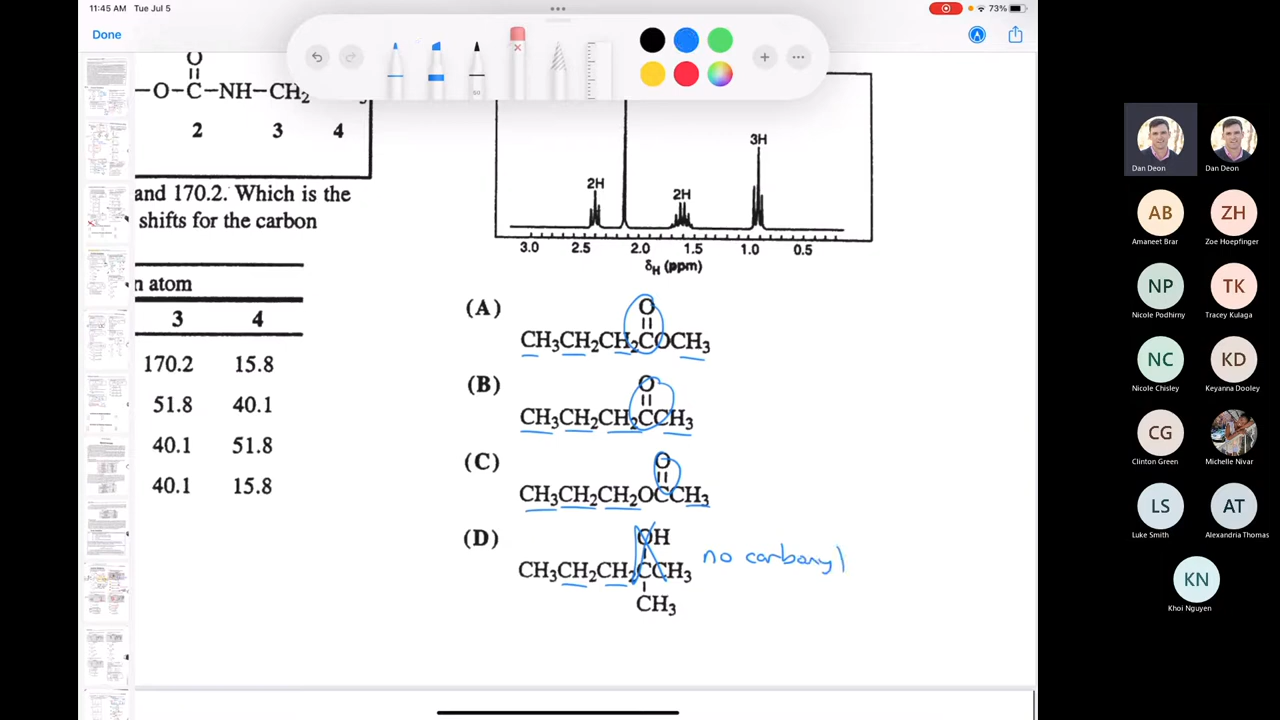 11:45 AM Tue Jul 5
73%
Done
O
–O–C–NH–CH2
2 3 4
and 170.2. Which is the
shifts for the carbon
n atom
3 4
170.2 15.8
51.8 40.1
40.1 51.8
40.1 15.8
3H
2H
2H
3.0 2.5 2.0 1.5 1.0 0.5
δH (ppm)
(A)
O
CH3CH2CH2COCH3
(B)
O
CH3CH2CH2CCH3
(C)
O
CH3CH2CH2OCCH3
(D)
OH
CH3CH2CH2CCH3
CH3
no carbonyl
Dan Deon
Dan Deon
AB
Amaneet Brar
ZH
Zoe Hoepfinger
NP
Nicole Podhirny
TK
Tracey Kulaga
NC
Nicole Chisley
KD
Keyanna Dooley
CG
Clinton Green
Michelle Nivar
LS
Luke Smith
AT
Alexandria Thomas
KN
Khoi Nguyen